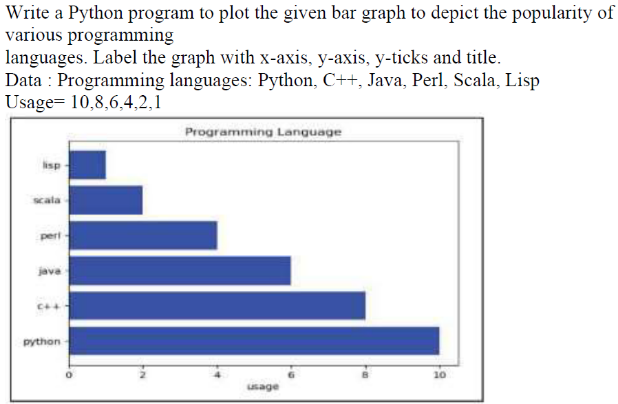 Write a Python program to plot the given bar graph to depict the popularity of
various programming
languages. Label the graph with x-axis, y-axis, y-ticks and title.
Data : Programming languages: Python, C++, Java, Perl, Scala, Lisp
Usage= 10,8,6,4,2,1
Programming Language
lisp
scala
perl
java
c++
python
0 2 4 6 8 10
usage